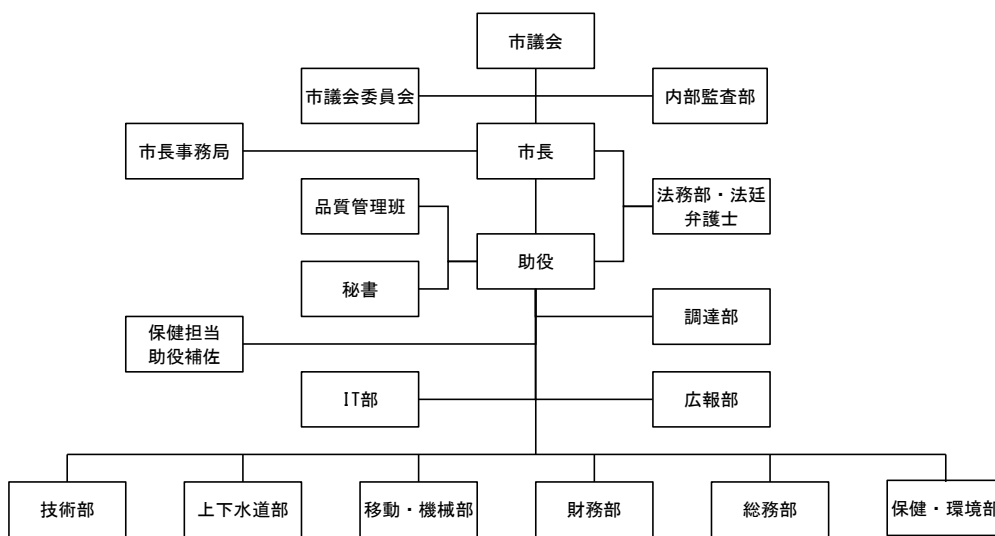 市議会
市議会委員会
内部監査部
市長事務局
市長
品質管理班
法務部・法廷
弁護士
助役
秘書
調達部
保健担当
助役補佐
IT部
広報部
技術部
上下水道部
移動・機械部
財務部
総務部
保健・環境部